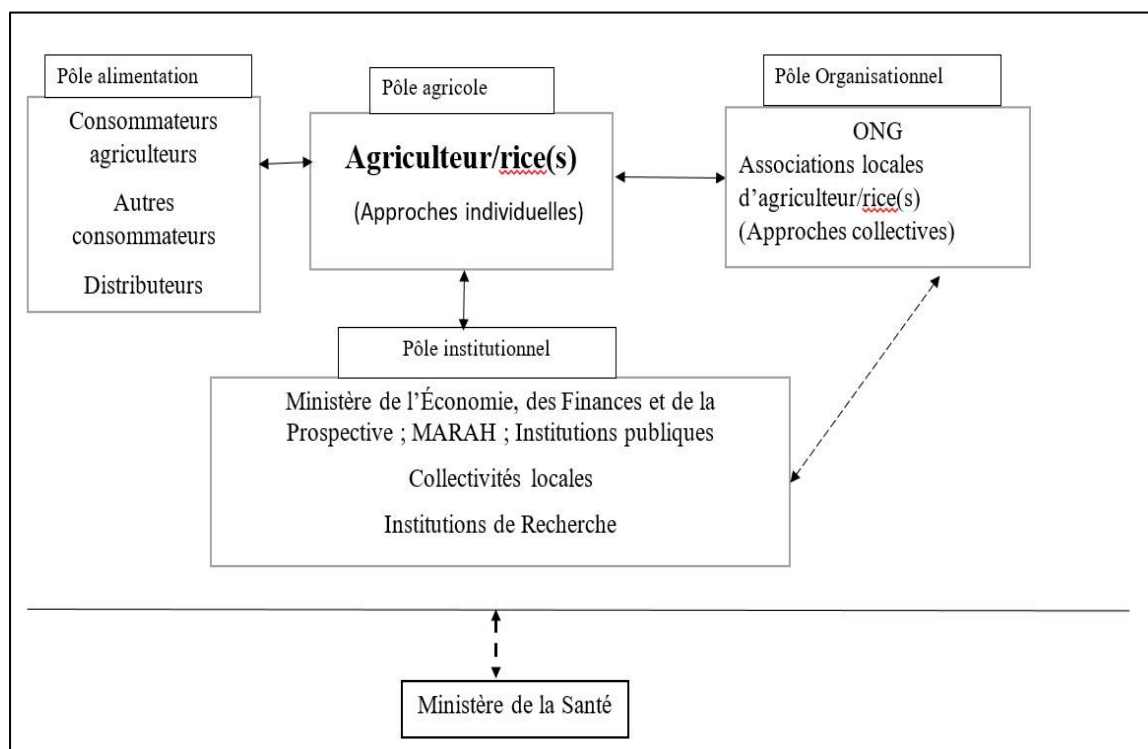 Pôle alimentation
Consommateurs
agriculteurs
Autres
consommateurs
Distributeurs
Pôle agricole
Agriculteur/rice(s)
(Approches individuelles)
Pôle Organisationnel
ONG
Associations locales
d’agriculteur/rice(s)
(Approches collectives)
Pôle institutionnel
Ministère de l’Économie, des Finances et de la
Prospective ; MARAH ; Institutions publiques
Collectivités locales
Institutions de Recherche
Ministère de la Santé